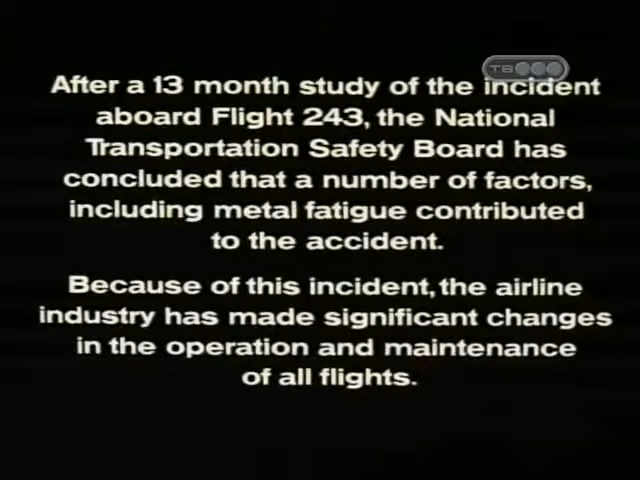 TB
After a 13 month study of the incident
aboard Flight 243, the National
Transportation Safety Board has
concluded that a number of factors,
including metal fatigue contributed
to the accident.
Because of this incident, the airline
industry has made significant changes
in the operation and maintenance
of all flights.